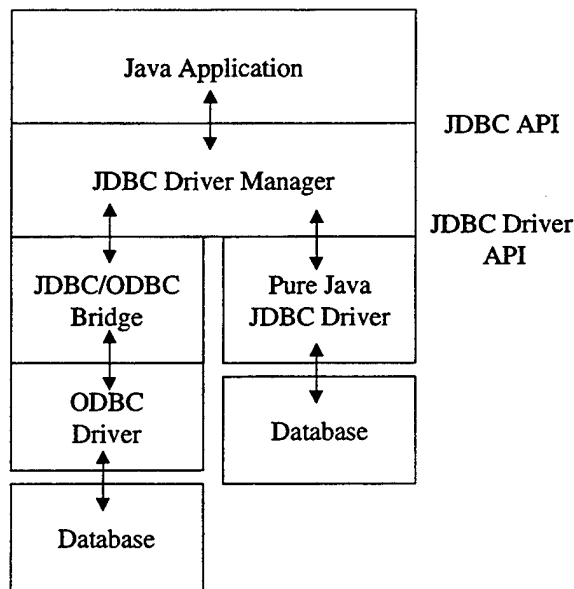 Java Application
JDBC API
JDBC Driver Manager
JDBC Driver
API
JDBC/ODBC
Bridge
Pure Java
JDBC Driver
ODBC
Driver
Database
Database